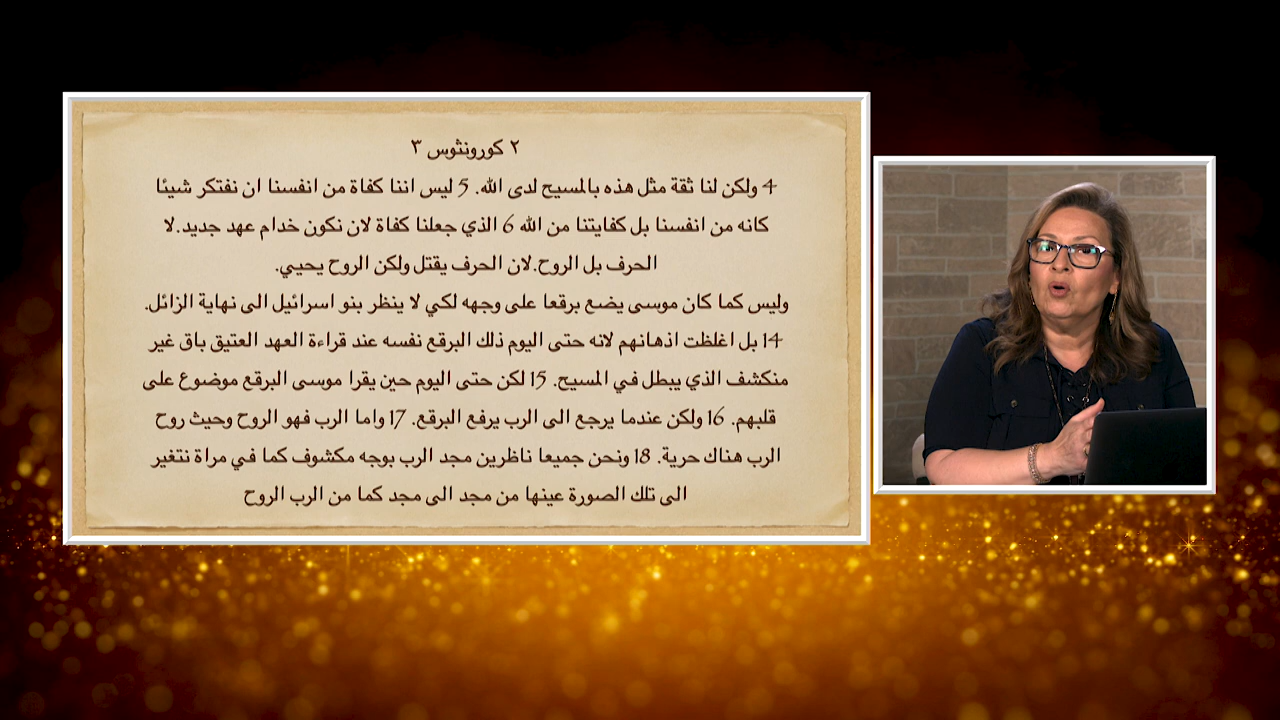 ٢ كورونثوس ٣
4 ولكن لنا ثقة مثل هذه بالمسيح لدى الله. 5 ليس اننا كفاة من انفسنا ان نفتكر شيئا
كانه من انفسنا بل كفايتنا من الله 6 الذي جعلنا كفاة لان نكون خدام عهد جديد.لا
الحرف بل الروح.لان الحرف يقتل ولكن الروح يحيي.
وليس كما كان موسى يضع برقعا على وجهه لكي لا ينظر بنو اسرائيل الى نهاية الزائل.
14 بل اغلظت اذهانهم لانه حتى اليوم ذلك البرقع نفسه عند قراءة العهد العتيق باق غير
منكشف الذي يبطل في المسيح. 15 لكن حتى اليوم حين يقرا موسى البرقع موضوع على
قلبهم. 16 ولكن عندما يرجع الى الرب يرفع البرقع. 17 واما الرب فهو الروح وحيث روح
الرب هناك حرية. 18 ونحن جميعا ناظرين مجد الرب بوجه مكشوف كما في مراة نتغير
الى تلك الصورة عينها من مجد الى مجد كما من الرب الروح